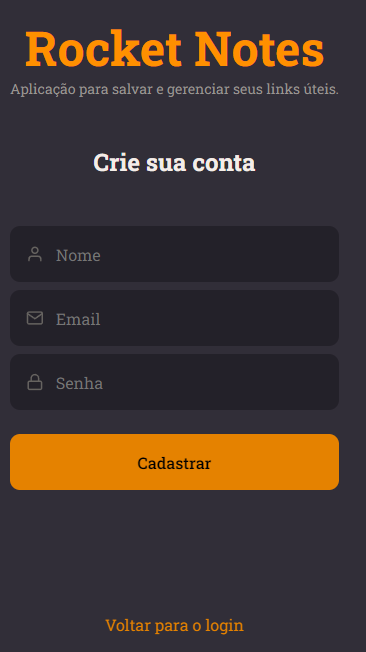 Rocket Notes
Aplicação para salvar e gerenciar seus links úteis.
Crie sua conta
Nome
Email
Senha
Cadastrar
Voltar para o login